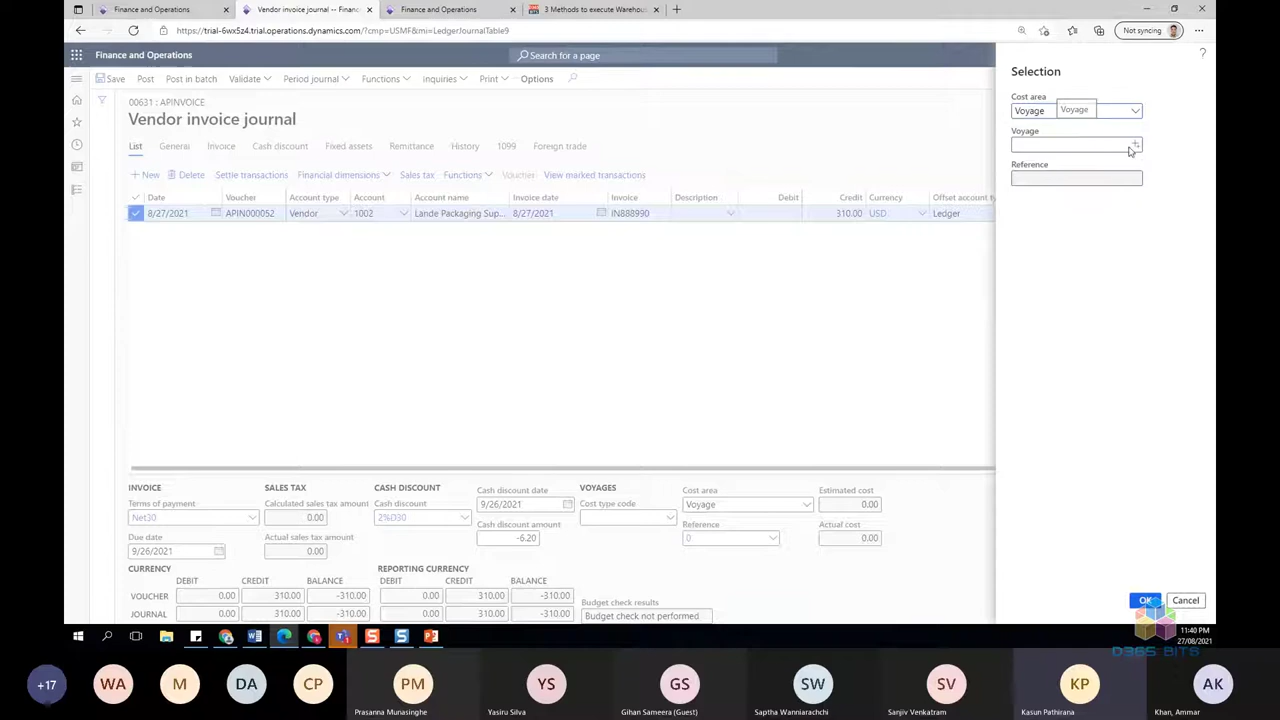 Finance and Operations
Vendor invoice journal -- Financ
Finance and Operations
3 Methods to execute Warehous
https://trial-6wx5z4.trial.operations.dynamics.com/?cmp=USMF&mi=LedgerJournalTable9
Not syncing
Finance and Operations
Search for a page
Save Post Post in batch Validate Period journal Functions Inquiries Print Options
00631 : APINVOICE
Vendor invoice journal
List General Invoice Cash discount Fixed assets Remittance History 1099 Foreign trade
New Delete Settle transactions Financial dimensions Sales tax Functions Voucher View marked transactions
Date Voucher Account type Account Account name Invoice date Invoice Description Debit Credit Currency Offset account ty
8/27/2021 APIN000052 Vendor 1002 Lande Packaging Sup... 8/27/2021 IN888990 310.00 USD Ledger
Selection
?
Cost area
Voyage
Voyage
Voyage
Reference
INVOICE
Terms of payment
Net30
Due date
9/26/2021
SALES TAX
Calculated sales tax amount
0.00
Actual sales tax amount
0.00
CASH DISCOUNT
Cash discount
2%D30
Cash discount date
9/26/2021
Cash discount amount
-6.20
VOYAGES
Cost type code
Cost area
Voyage
Reference
0
Estimated cost
0.00
Actual cost
0.00
CURRENCY
DEBIT CREDIT BALANCE
VOUCHER 0.00 310.00 -310.00
JOURNAL 0.00 310.00 -310.00
REPORTING CURRENCY
DEBIT CREDIT BALANCE
0.00 310.00 -310.00
0.00 310.00 -310.00
Budget check results
Budget check not performed
OK Cancel
11:40 PM
27/08/2021
D365 BITS
+17 WA M DA CP PM YS GS SW SV KP AK
Prasanna Munasinghe Yasiru Silva Gihan Sameera (Guest) Saptha Wanniarachchi Sanjiv Venkatram Kasun Pathirana Khan, Ammar